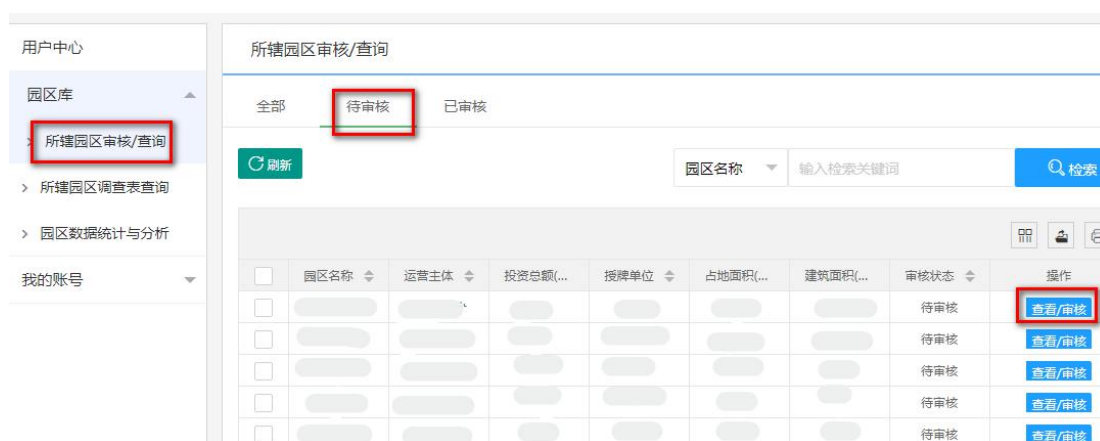 用户中心
园区库
所辖园区审核/查询
所辖园区调查表查询
园区数据统计与分析
我的账号
所辖园区审核/查询
全部 待审核 已审核
刷新 园区名称 输入检索关键词 检索
园区名称 运营主体 投资总额(... 授牌单位 占地面积(... 建筑面积(... 审核状态 操作
待审核 查看/审核
待审核 查看/审核
待审核 查看/审核
待审核 查看/审核
待审核 查看/审核